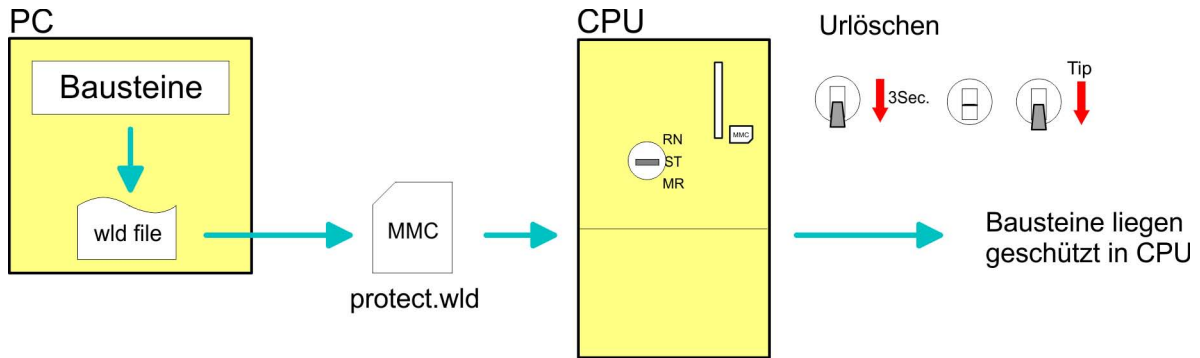 PC
Bausteine
wld file
MMC
protect.wld
CPU
MMC
RN
ST
MR
Urlöschen
3Sec.
Tip
Bausteine liegen
geschützt in CPU